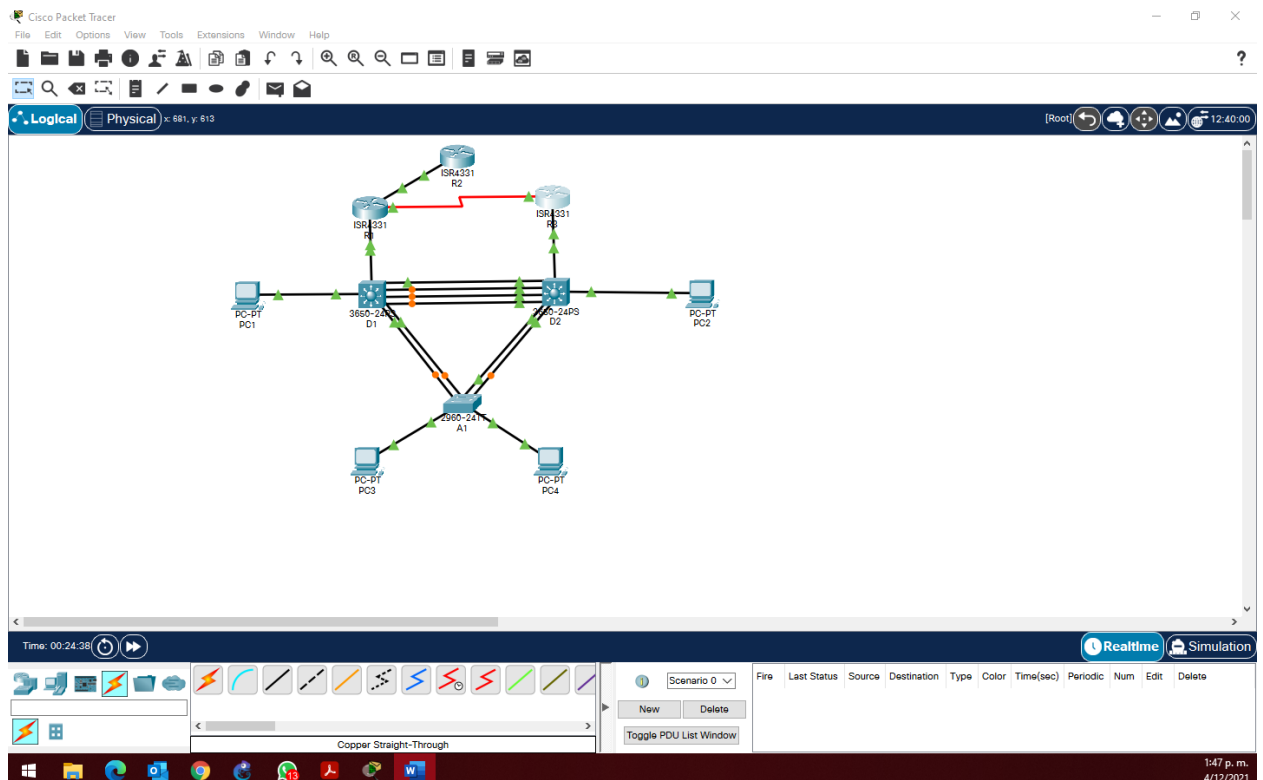 Cisco Packet Tracer
File Edit Options View Tools Extensions Window Help
?
Logical Physical x: 681, y: 613 [Root] 12:40:00
ISR4331
R2
ISR4331
R1
ISR4331
R3
PC-PT
PC1
3650-24PS
D1
3650-24PS
D2
PC-PT
PC2
2960-24TT
A1
PC-PT
PC3
PC-PT
PC4
Time: 00:24:38 Realtime Simulation
Scenario 0
Fire Last Status Source Destination Type Color Time(sec) Periodic Num Edit Delete
New Delete
Toggle PDU List Window
Copper Straight-Through
13
1:47 p. m.
4/12/2021